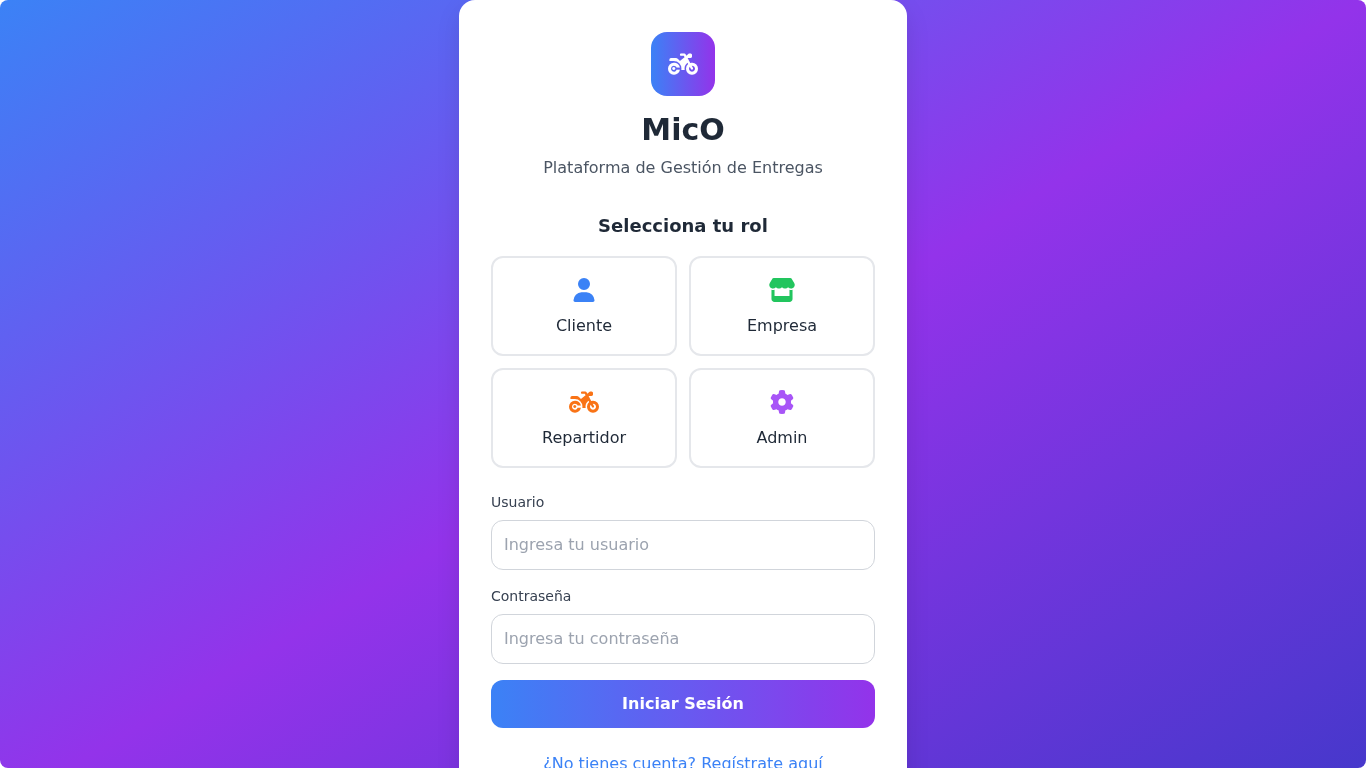 MicO
Plataforma de Gestión de Entregas
Selecciona tu rol
Cliente
Empresa
Repartidor
Admin
Usuario
Ingresa tu usuario
Contraseña
Ingresa tu contraseña
Iniciar Sesión
¿No tienes cuenta? Regístrate aquí